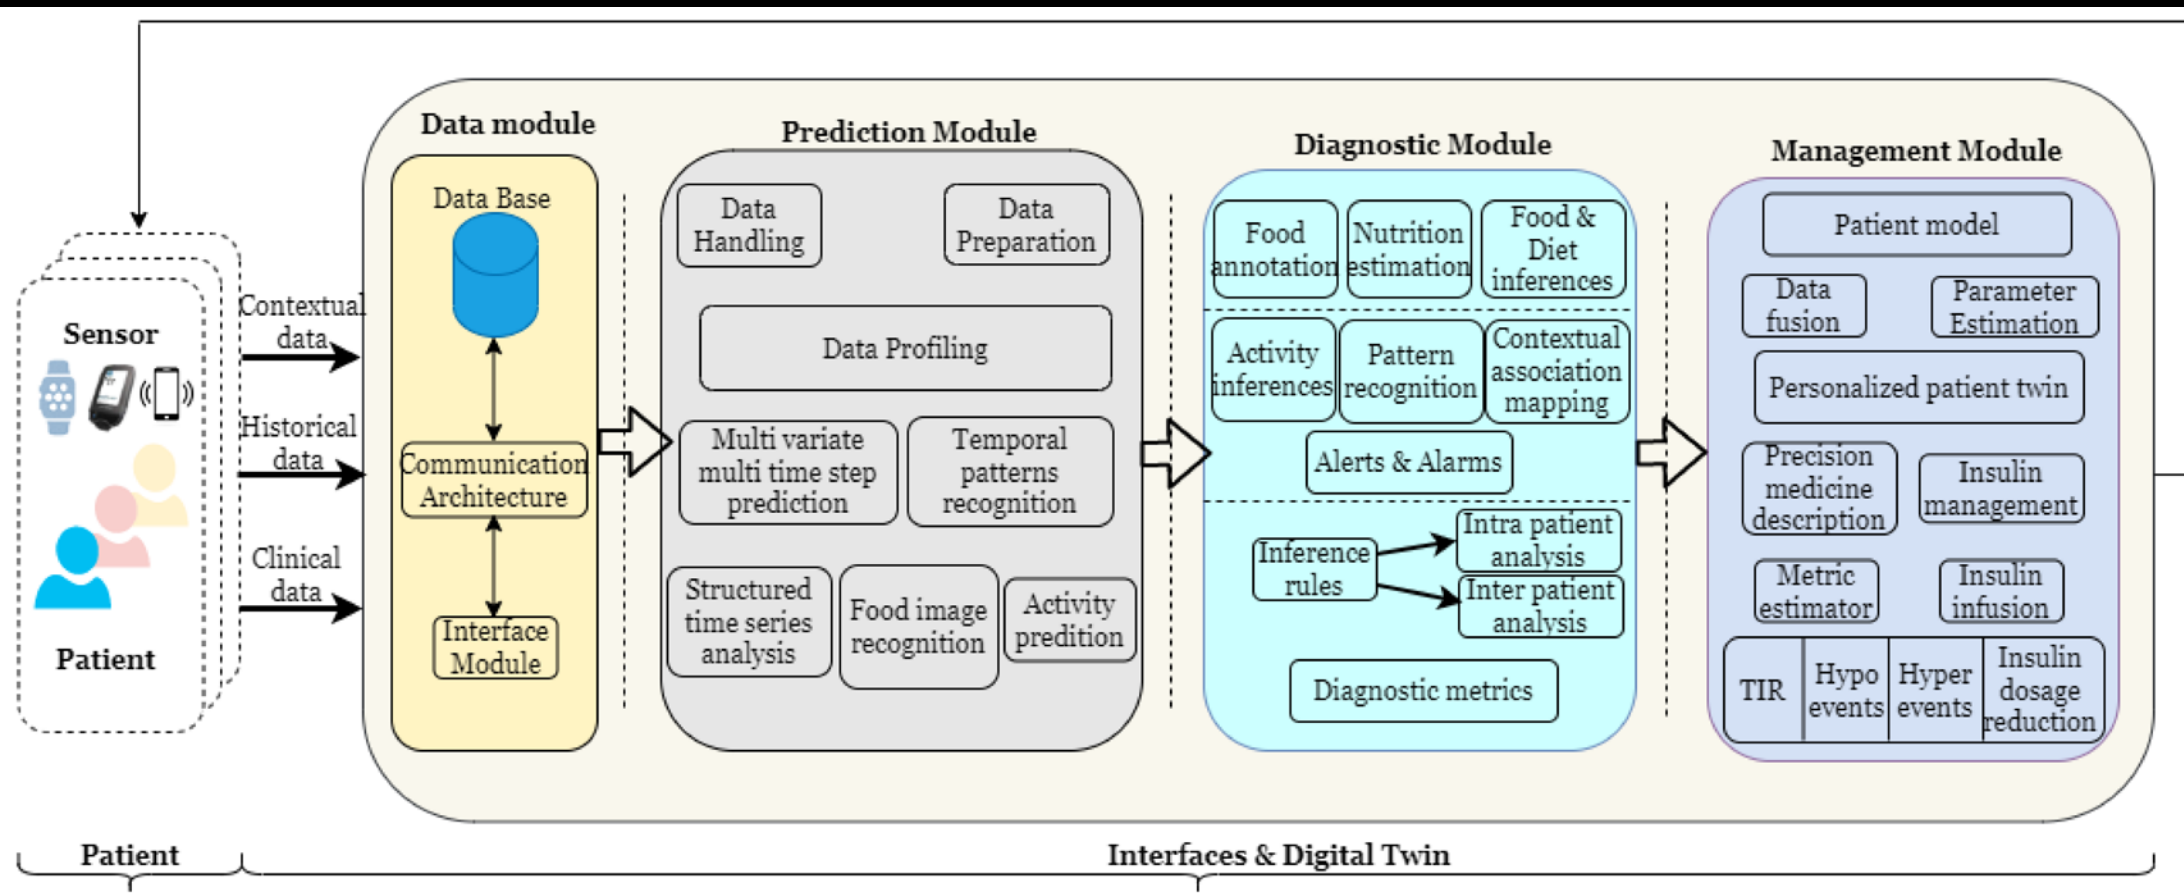 Sensor
Patient
Contextual
data
Historical
data
Clinical
data
Data module
Data Base
Communication
Architecture
Interface
Module
Prediction Module
Data
Handling
Data
Preparation
Data Profiling
Multi variate
multi time step
prediction
Temporal
patterns
recognition
Structured
time series
analysis
Food image
recognition
Activity
predition
Diagnostic Module
Food
annotation
Nutrition
estimation
Food &
Diet
inferences
Activity
inferences
Pattern
recognition
Contextual
association
mapping
Alerts & Alarms
Inference
rules
Intra patient
analysis
Inter patient
analysis
Diagnostic metrics
Management Module
Patient model
Data
fusion
Parameter
Estimation
Personalized patient twin
Precision
medicine
description
Insulin
management
Metric
estimator
Insulin
infusion
TIR
Hypo
events
Hyper
events
Insulin
dosage
reduction
Patient
Interfaces & Digital Twin